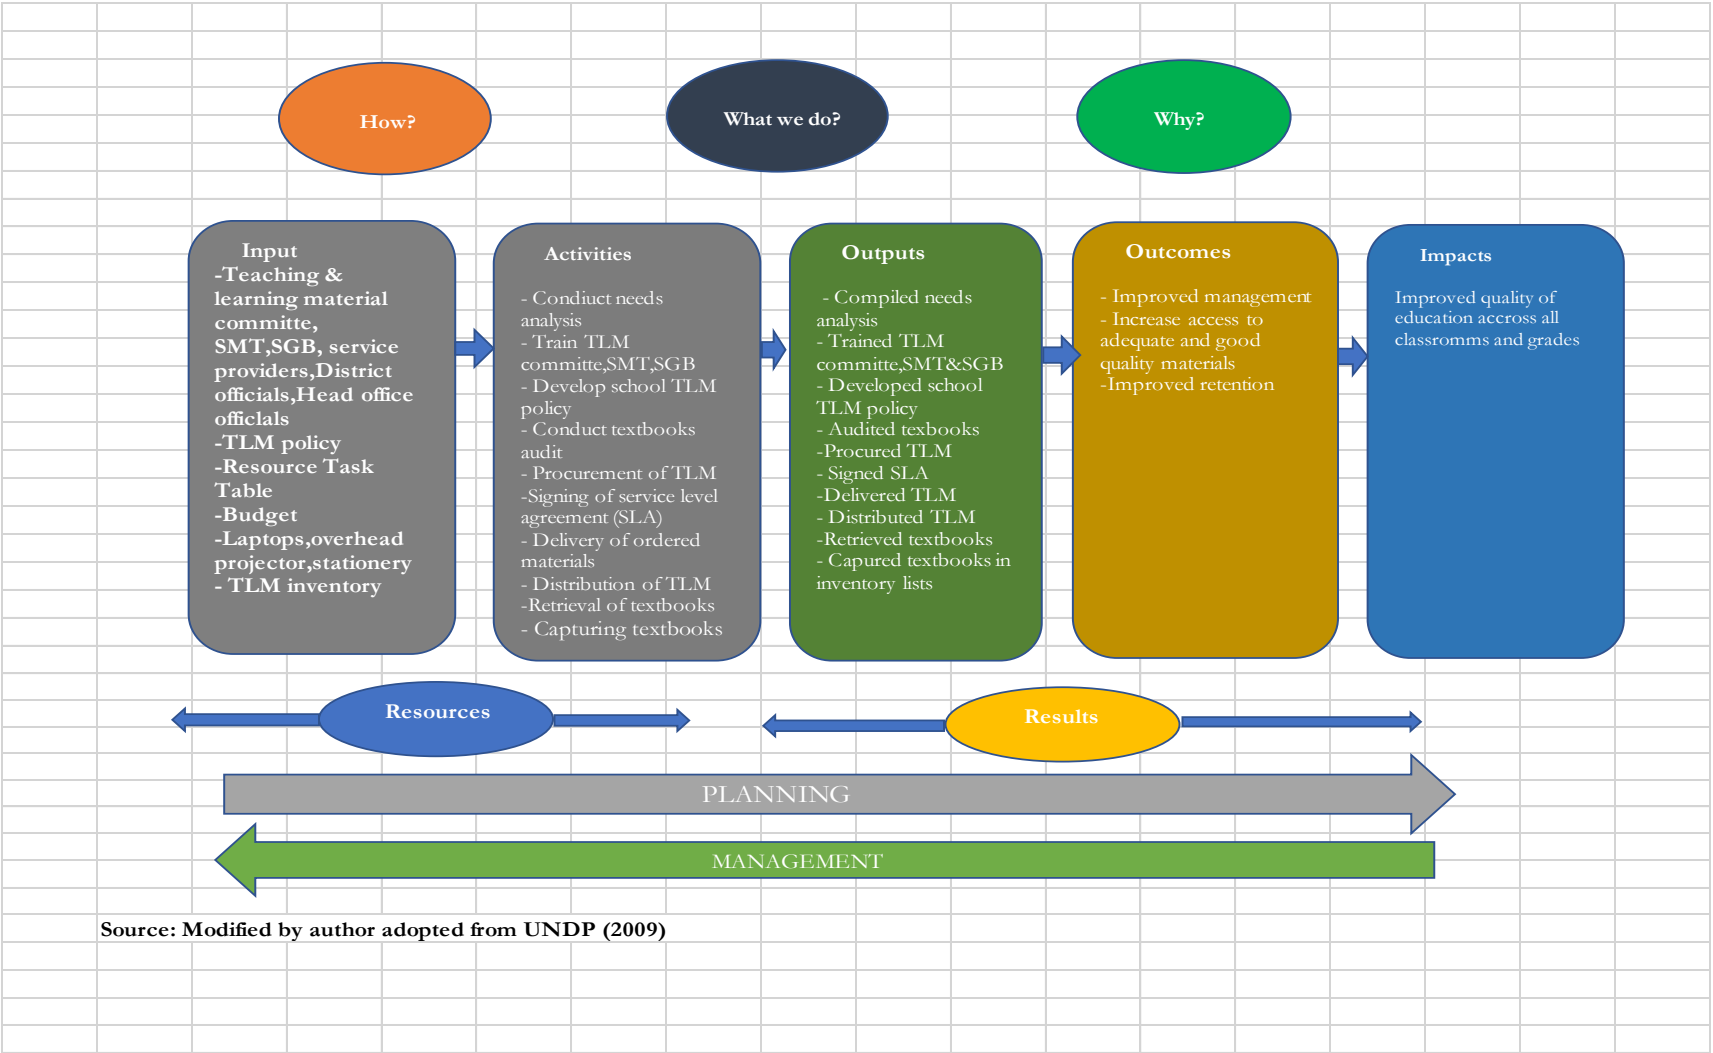 How?
What we do?
Why?
Input
-Teaching &
learning material
committe,
SMT,SGB, service
providers,District
officials,Head office
officlals
-TLM policy
-Resource Task
Table
-Budget
-Laptops,overhead
projector,stationery
- TLM inventory
Activities
- Condiuct needs
analysis
- Train TLM
committe,SMT,SGB
- Develop school TLM
policy
- Conduct textbooks
audit
- Procurement of TLM
-Signing of service level
agreement (SLA)
- Delivery of ordered
materials
- Distribution of TLM
-Retrieval of textbooks
- Capturing textbooks
Outputs
- Compiled needs
analysis
- Trained TLM
committe,SMT&SGB
- Developed school
TLM policy
- Audited texbooks
-Procured TLM
- Signed SLA
-Delivered TLM
- Distributed TLM
-Retrieved textbooks
- Capured textbooks in
inventory lists
Outcomes
- Improved management
- Increase access to
adequate and good
quality materials
-Improved retention
Impacts
Improved quality of
education accross all
classromms and grades
Resources
Results
PLANNING
MANAGEMENT
Source: Modified by author adopted from UNDP (2009)